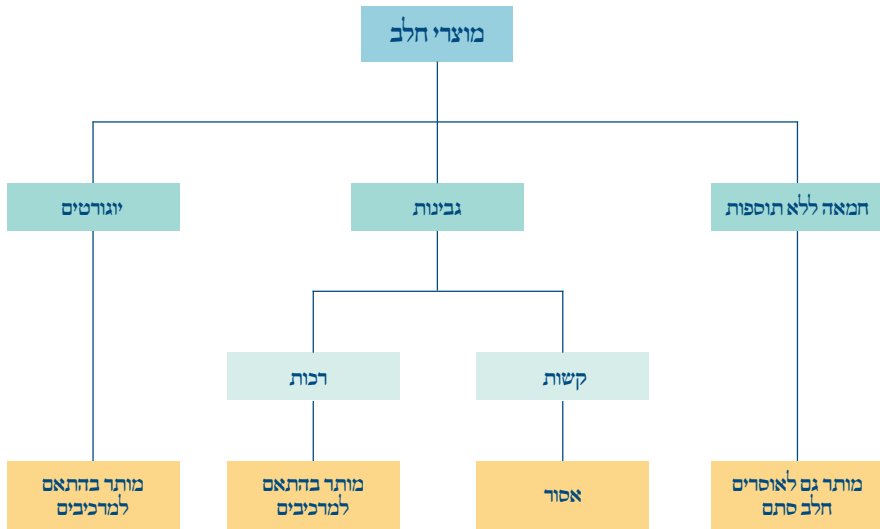 מוצרי חלב
חמאה ללא תוספות
גבינות
יוגורטים
קשות
רכות
מותר גם לאוסרים
חלב סתם
אסור
מותר בהתאם
למרכיבים
מותר בהתאם
למרכיבים